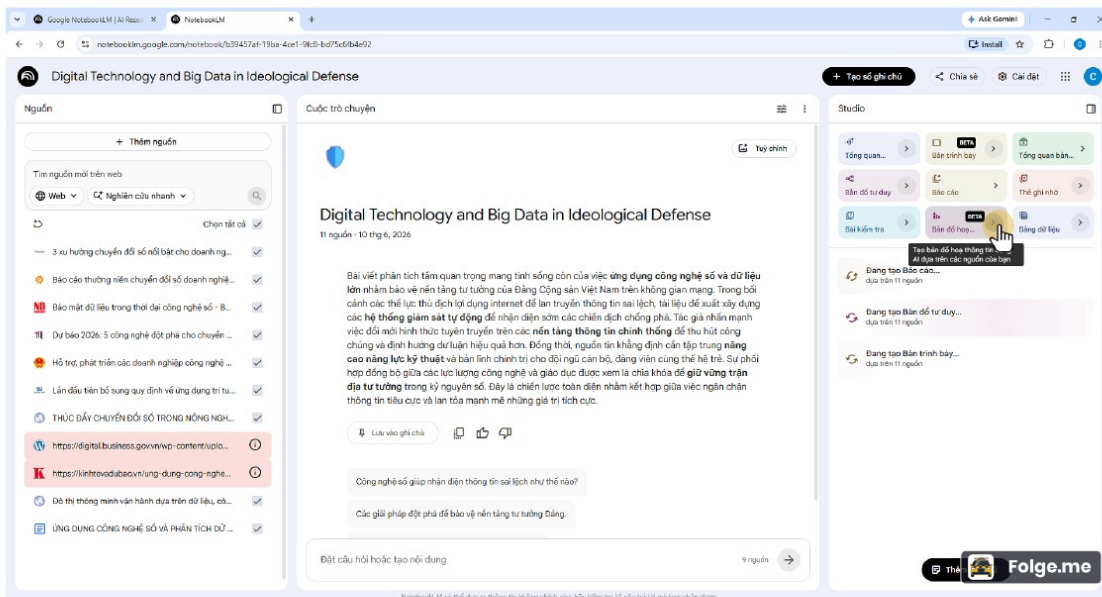 Google NotebookLM | AI Resea
NotebookLM
Ask Gemini
notebooklm.google.com/notebook/b39457af-19ba-4ce1-9fc8-bd75c6fb4e92
Install
Digital Technology and Big Data in Ideological Defense
+ Tạo sổ ghi chú
Chia sẻ
Cài đặt
C
Nguồn
+ Thêm nguồn
Tìm nguồn mới trên web
Web
Nghiên cứu nhanh
Chọn tất cả
3 xu hướng chuyển đổi số nổi bật cho doanh ng...
Báo cáo thường niên chuyển đổi số doanh nghiệ...
Bảo mật dữ liệu trong thời đại công nghệ số - B...
Dự báo 2026: 5 công nghệ đột phá cho chuyển ...
Hỗ trợ, phát triển các doanh nghiệp công nghệ ...
Lần đầu tiên bổ sung quy định về ứng dụng trí tu...
THÚC ĐẨY CHUYỂN ĐỔI SỐ TRONG NÔNG NGH...
https://digital.business.gov.vn/wp-content/uplo...
https://kinhtevadubao.vn/ung-dung-cong-nghe...
Đô thị thông minh vận hành dựa trên dữ liệu, cô...
ỨNG DỤNG CÔNG NGHỆ SỐ VÀ PHÂN TÍCH DỮ ...
Cuộc trò chuyện
Tuỳ chỉnh
Digital Technology and Big Data in Ideological Defense
11 nguồn · 10 thg 6, 2026
Bài viết phân tích tầm quan trọng mang tính sống còn của việc ứng dụng công nghệ số và dữ liệu
lớn nhằm bảo vệ nền tảng tư tưởng của Đảng Cộng sản Việt Nam trên không gian mạng. Trong bối
cảnh các thế lực thù địch lợi dụng internet để lan truyền thông tin sai lệch, tài liệu đề xuất xây dựng
các hệ thống giám sát tự động để nhận diện sớm các chiến dịch chống phá. Tác giả nhấn mạnh
việc đổi mới hình thức tuyên truyền trên các nền tảng thông tin chính thống để thu hút công
chúng và định hướng dư luận hiệu quả hơn. Đồng thời, nguồn tin khẳng định cần tập trung nâng
cao năng lực kỹ thuật và bản lĩnh chính trị cho đội ngũ cán bộ, đảng viên cùng thế hệ trẻ. Sự phối
hợp đồng bộ giữa các lực lượng công nghệ và giáo dục được xem là chìa khóa để giữ vững trận
địa tư tưởng trong kỷ nguyên số. Đây là chiến lược toàn diện nhằm kết hợp giữa việc ngăn chặn
thông tin tiêu cực và lan tỏa mạnh mẽ những giá trị tích cực.
Lưu vào ghi chú
Công nghệ số giúp nhận diện thông tin sai lệch như thế nào?
Các giải pháp đột phá để bảo vệ nền tảng tư tưởng Đảng.
Đặt câu hỏi hoặc tạo nội dung
9 nguồn
Studio
Tổng quan...
BETA
Bản trình bày
Tổng quan bằn...
Bản đồ tư duy
Báo cáo
Thẻ ghi nhớ
Bài kiểm tra
BETA
Bản đồ hoạ...
Bảng dữ liệu
Tạo bản đồ hoạ thông tin
AI dựa trên các nguồn của bạn
Đang tạo Báo cáo...
dựa trên 11 nguồn
Đang tạo Bản đồ tư duy...
dựa trên 11 nguồn
Đang tạo Bản trình bày...
dựa trên 11 nguồn
Folge.me